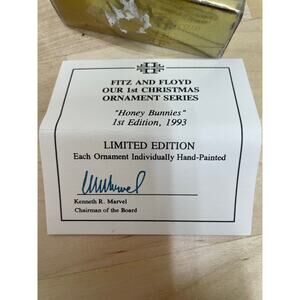 FITZ AND FLOYD
OUR 1st CHRISTMAS
ORNAMENT SERIES
"Honey Bunnies"
1st Edition, 1993
LIMITED EDITION
Each Ornament Individually Hand-Painted
Kenneth R. Marvel
Chairman of the Board